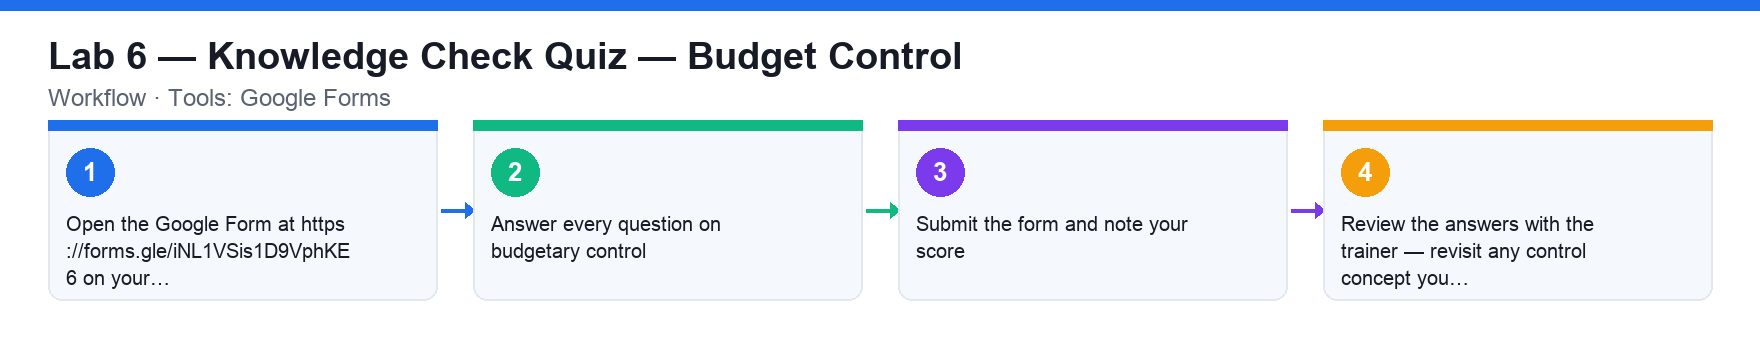 Lab 6 — Knowledge Check Quiz — Budget Control
Workflow · Tools: Google Forms
1
Open the Google Form at https
://forms.gle/iNL1VSis1D9VphKE
6 on your…
2
Answer every question on
budgetary control
3
Submit the form and note your
score
4
Review the answers with the
trainer — revisit any control
concept you…